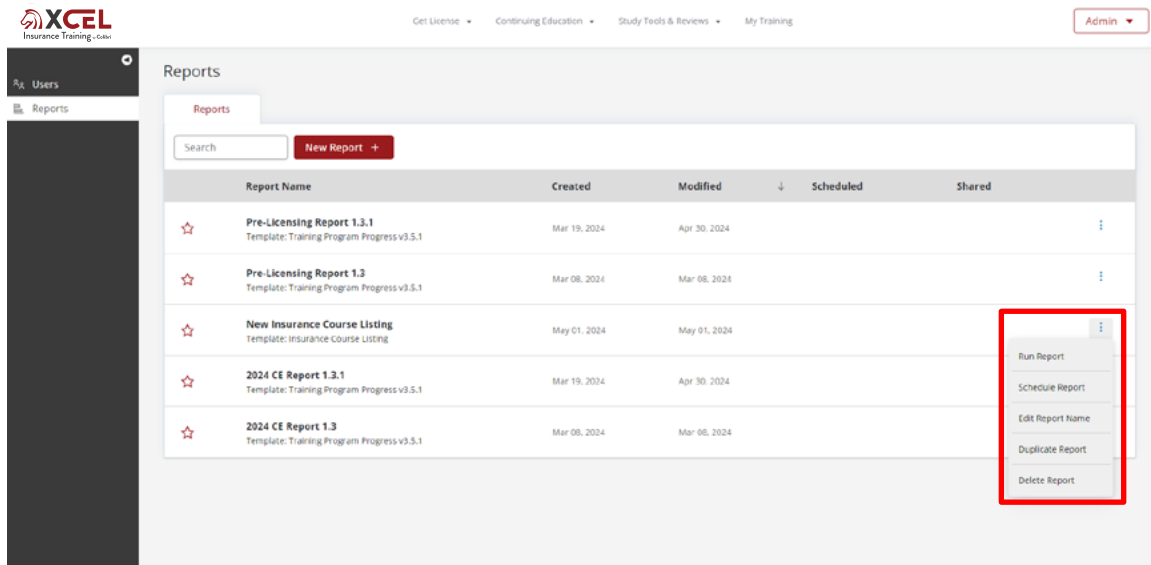 XCEL
Insurance Training by Colibri
Get License
Continuing Education
Study Tools & Reviews
My Training
Admin
Users
Reports
Reports
Reports
Search
New Report +
Report Name Created Modified ↓ Scheduled Shared
Pre-Licensing Report 1.3.1
Template: Training Program Progress v3.5.1
Mar 19, 2024 Apr 30, 2024
Pre-Licensing Report 1.3
Template: Training Program Progress v3.5.1
Mar 08, 2024 Mar 08, 2024
New Insurance Course Listing
Template: Insurance Course Listing
May 01, 2024 May 01, 2024
2024 CE Report 1.3.1
Template: Training Program Progress v3.5.1
Mar 19, 2024 Apr 30, 2024
2024 CE Report 1.3
Template: Training Program Progress v3.5.1
Mar 08, 2024 Mar 08, 2024
Run Report
Schedule Report
Edit Report Name
Duplicate Report
Delete Report